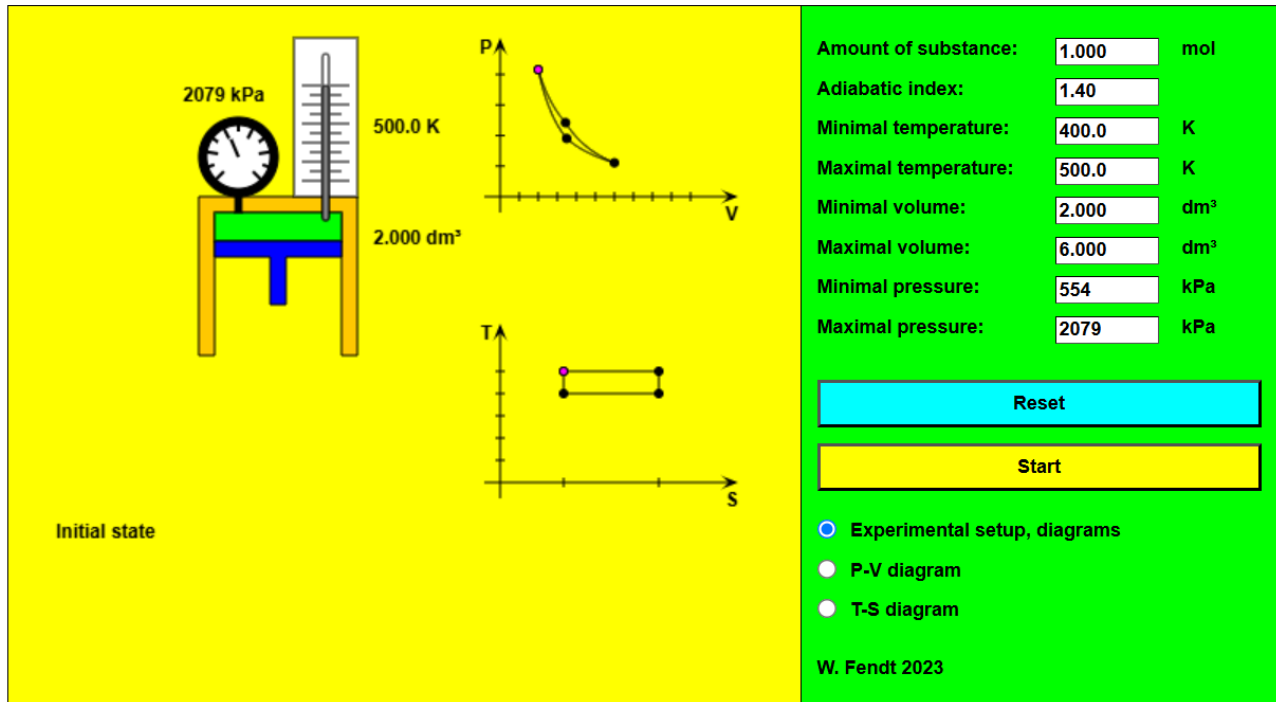 P
2079 kPa
500.0 K
V
2.000 dm³
T
S
Initial state
Amount of substance: 1.000 mol
Adiabatic index: 1.40
Minimal temperature: 400.0 K
Maximal temperature: 500.0 K
Minimal volume: 2.000 dm³
Maximal volume: 6.000 dm³
Minimal pressure: 554 kPa
Maximal pressure: 2079 kPa
Reset
Start
Experimental setup, diagrams
P-V diagram
T-S diagram
W. Fendt 2023